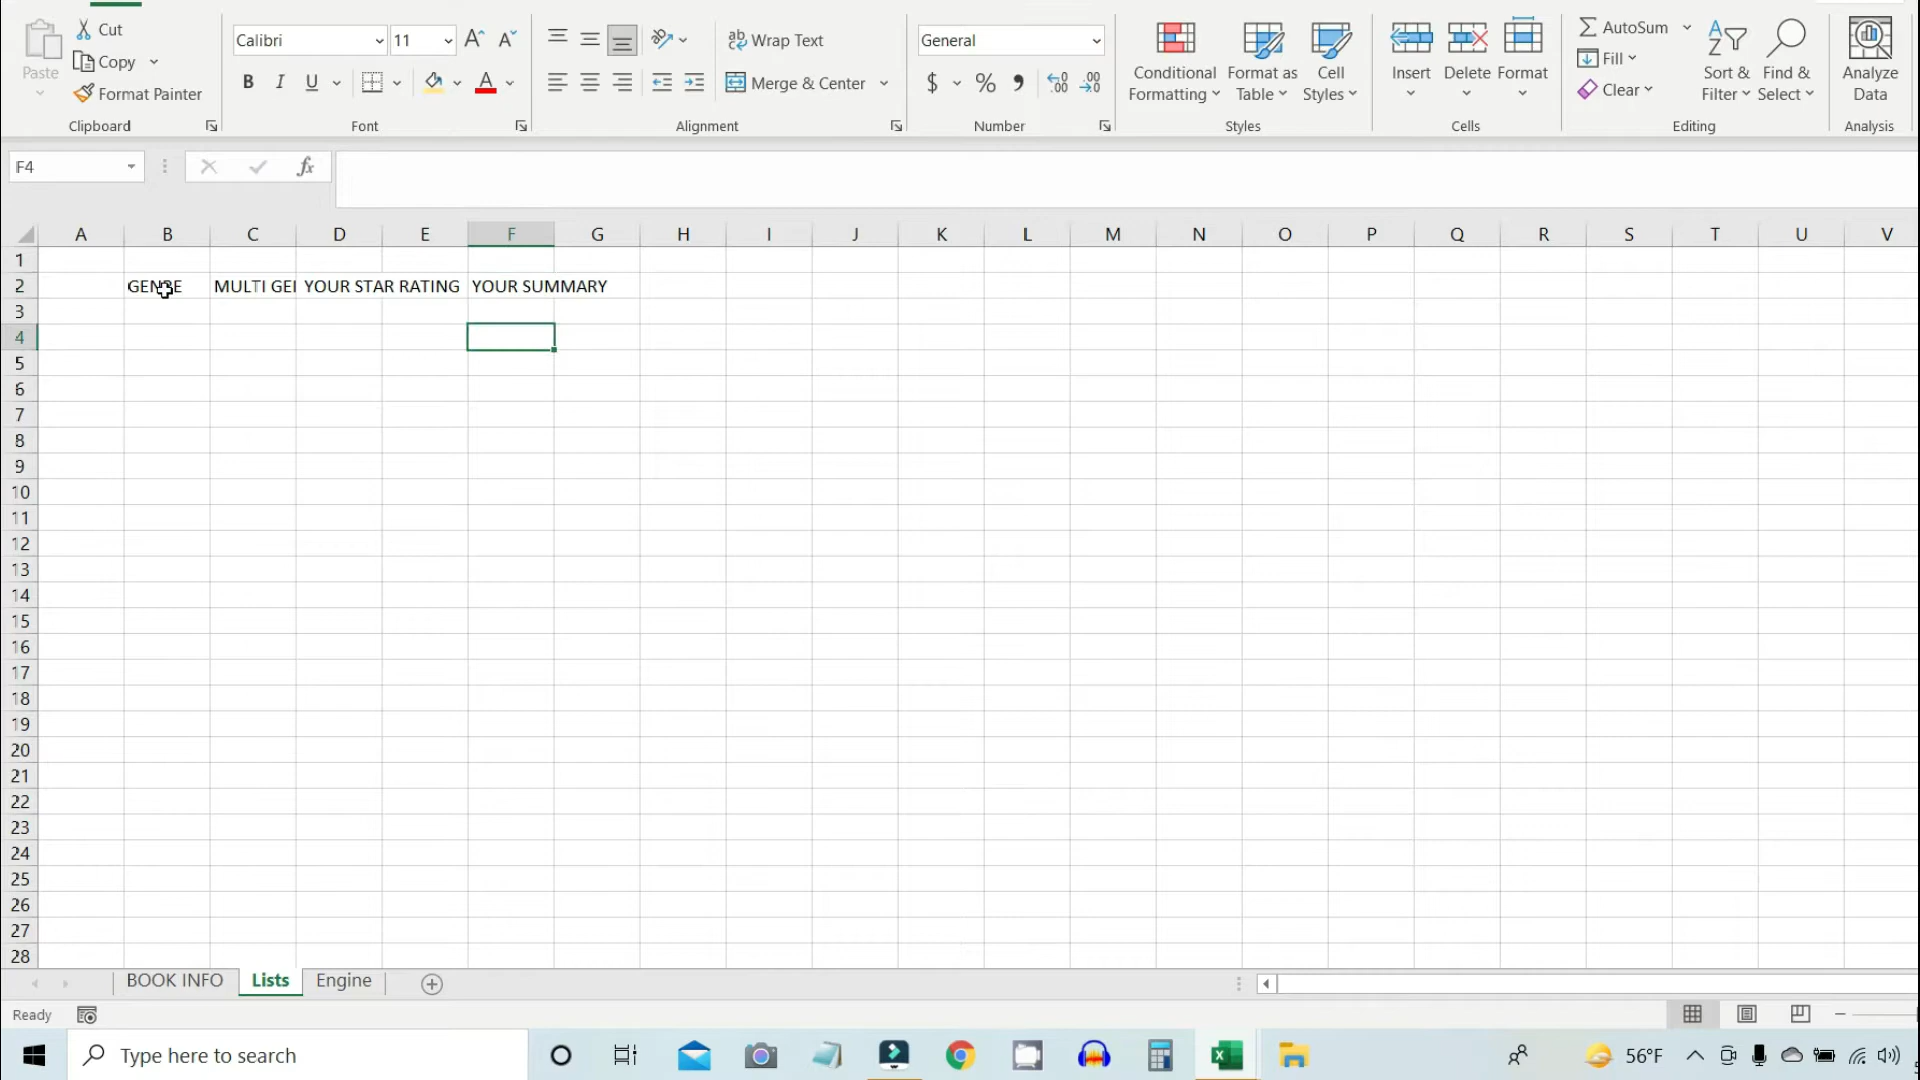 Cut
Copy
Format Painter
Paste
Clipboard
Calibri
11
B I U
Font
Wrap Text
Merge & Center
Alignment
General
$ % 9
Number
Conditional Formatting
Format as Table
Cell Styles
Styles
Insert
Delete
Format
Cells
AutoSum
Fill
Clear
Sort & Filter
Find & Select
Editing
Analyze Data
Analysis
F4
fx
A B C D E F G H I J K L M N O P Q R S T U V
1
2 GENRE MULTI GEI YOUR STAR RATING YOUR SUMMARY
3
4
5
6
7
8
9
10
11
12
13
14
15
16
17
18
19
20
21
22
23
24
25
26
27
28
BOOK INFO Lists Engine
Ready
Type here to search
56°F